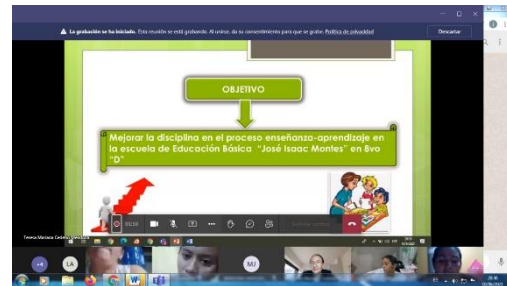 La grabación se ha iniciado. Esta reunión se está grabando. Al unirse, da su consentimiento para que se grabe. Política de privacidad
Descartar
OBJETIVO
Mejorar la disciplina en el proceso enseñanza-aprendizaje en
la escuela de Educación Básica “José Isaac Montes” en 8vo
“D”
LA
MJ